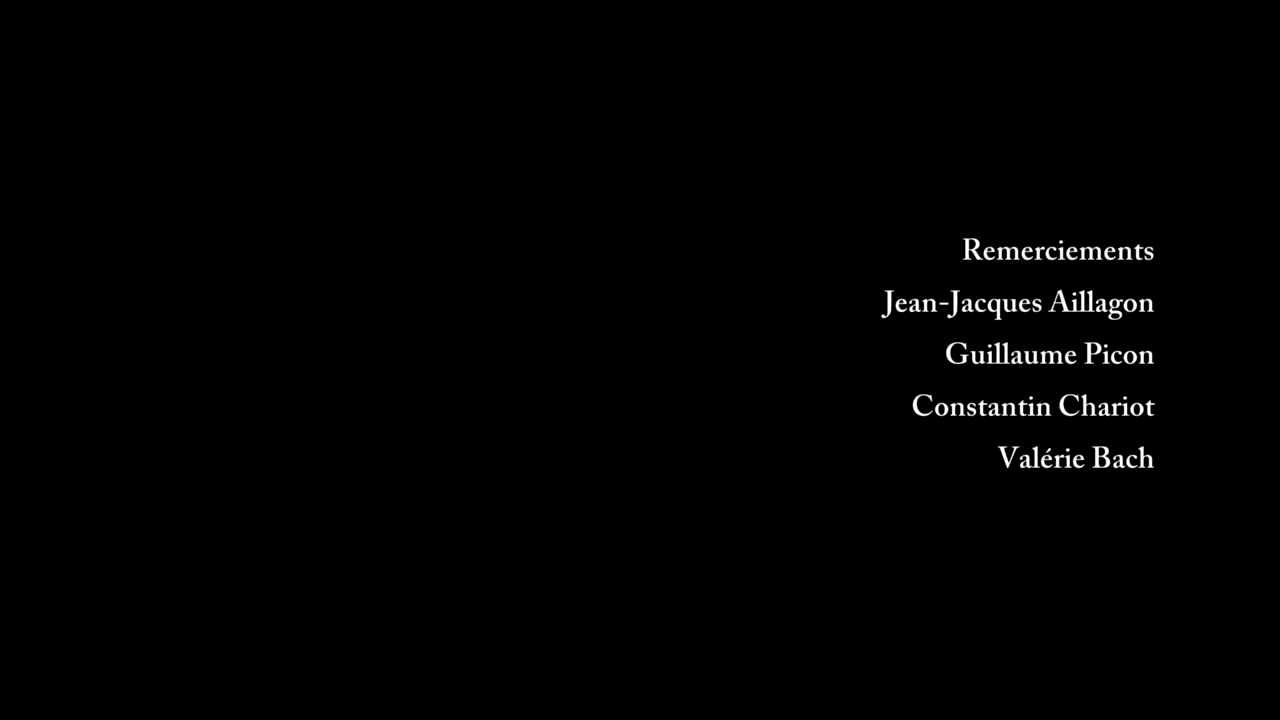 Remerciements
Jean-Jacques Aillagon
Guillaume Picon
Constantin Chariot
Valérie Bach